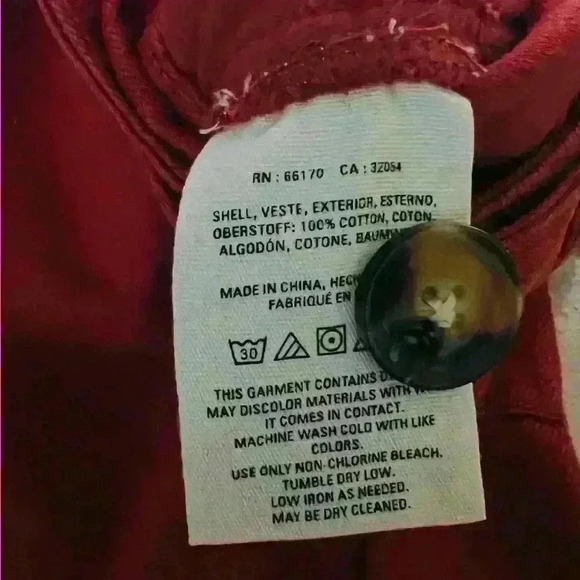 RN : 66170 CA : 32054
SHELL, VESTE, EXTERIOR, ESTERNO,
OBERSTOFF: 100% COTTON, COTON
ALGODÓN, COTONE,
MADE IN CHINA,
FABRIQUÉ EN
30
THIS GARMENT CONTAINS
MAY DISCOLOR MATERIALS WITH
IT COMES IN CONTACT.
MACHINE WASH COLD WITH LIKE
COLORS.
USE ONLY NON-CHLORINE BLEACH.
TUMBLE DRY LOW.
LOW IRON AS NEEDED.
MAY BE DRY CLEANED.